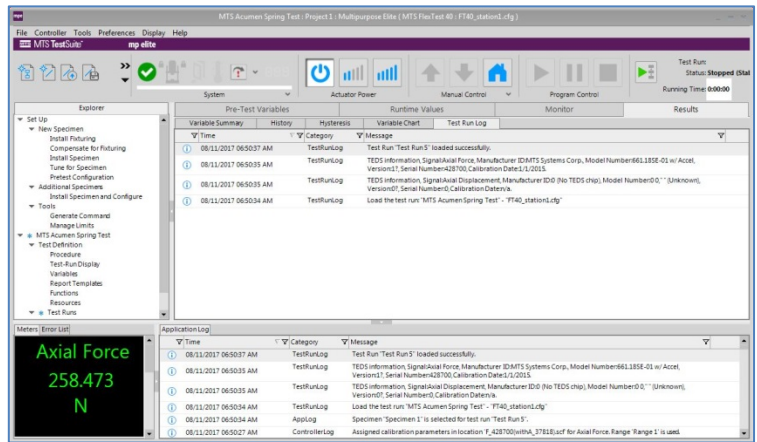 MTS Acumen Spring Test : Project 1 : Multipurpose Elite ( MTS FlexTest 40 : FT40_station1.cfg )
File Controller Tools Preferences Display Help
MTS TestSuite™ mp elite
System
Actuator Power
Manual Control
Program Control
Test Run:
Status: Stopped (Stal
Running Time: 0:00:00
Explorer
Set Up
New Specimen
Install Fixturing
Compensate for Fixturing
Install Specimen
Tune for Specimen
Pretest Configuration
Additional Specimens
Install Specimen and Configure
Tools
Generate Command
Manage Limits
MTS Acumen Spring Test
Test Definition
Procedure
Test-Run Display
Variables
Report Templates
Functions
Resources
Test Runs
Pre-Test Variables Runtime Values Monitor Results
Variable Summary History Hysteresis Variable Chart Test Run Log
Time Category Message
08/11/2017 06:50:37 AM TestRunLog Test Run "Test Run 5" loaded successfully.
08/11/2017 06:50:35 AM TestRunLog TEDS information, Signal:Axial Force, Manufacturer ID:MTS Systems Corp., Model Number:661.18SE-01 w/ Accel,
Version:1?, Serial Number:428700, Calibration Date:1/1/2015.
08/11/2017 06:50:35 AM TestRunLog TEDS information, Signal:Axial Displacement, Manufacturer ID:0 (No TEDS chip), Model Number:0 0," " (Unknown),
Version:0?, Serial Number:0, Calibration Date:n/a.
08/11/2017 06:50:34 AM TestRunLog Load the test run: "MTS Acumen Spring Test" - "FT40_station1.cfg"
Meters Error List
Axial Force
258.473
N
Application Log
Time Category Message
08/11/2017 06:50:37 AM TestRunLog Test Run "Test Run 5" loaded successfully.
08/11/2017 06:50:35 AM TestRunLog TEDS information, Signal:Axial Force, Manufacturer ID:MTS Systems Corp., Model Number:661.18SE-01 w/ Accel,
Version:1?, Serial Number:428700, Calibration Date:1/1/2015.
08/11/2017 06:50:35 AM TestRunLog TEDS information, Signal:Axial Displacement, Manufacturer ID:0 (No TEDS chip), Model Number:0 0," " (Unknown),
Version:0?, Serial Number:0, Calibration Date:n/a.
08/11/2017 06:50:34 AM TestRunLog Load the test run: "MTS Acumen Spring Test" - "FT40_station1.cfg"
08/11/2017 06:50:34 AM AppLog Specimen "Specimen 1" is selected for test run "Test Run 5".
08/11/2017 06:50:27 AM ControllerLog Assigned calibration parameters in location F_428700(withA_37818).scf for Axial Force. Range 'Range 1' is used.